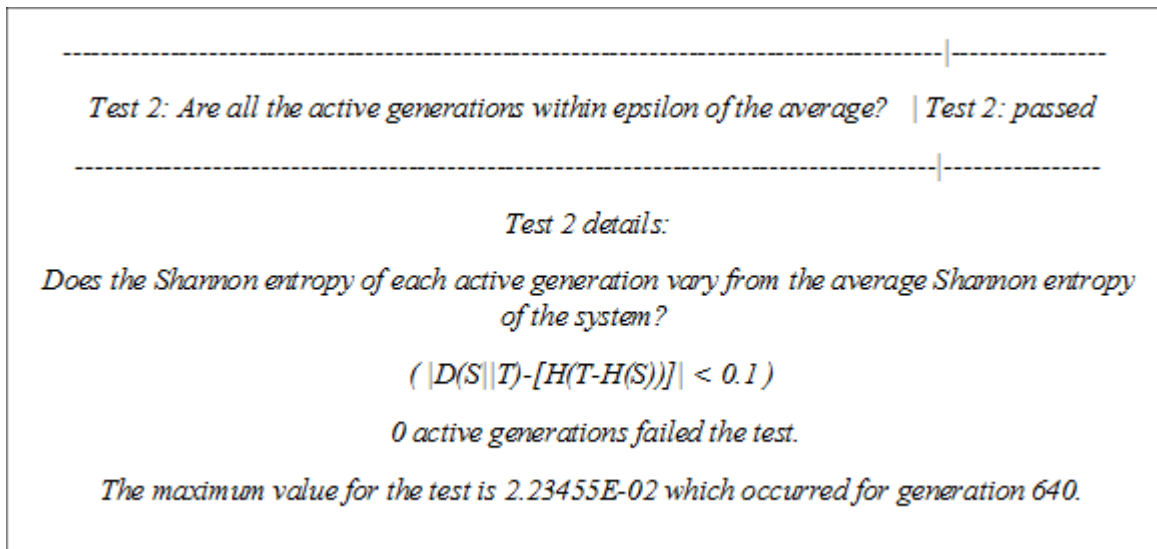 ------------------------------------------------------------------------------------------|----------------
Test 2: Are all the active generations within epsilon of the average? | Test 2: passed
----------------------------------------------------------------------------------------|----------------
Test 2 details:
Does the Shannon entropy of each active generation vary from the average Shannon entropy
of the system?
( |D(S||T)-[H(T-H(S))]| < 0.1 )
0 active generations failed the test.
The maximum value for the test is 2.23455E-02 which occurred for generation 640.